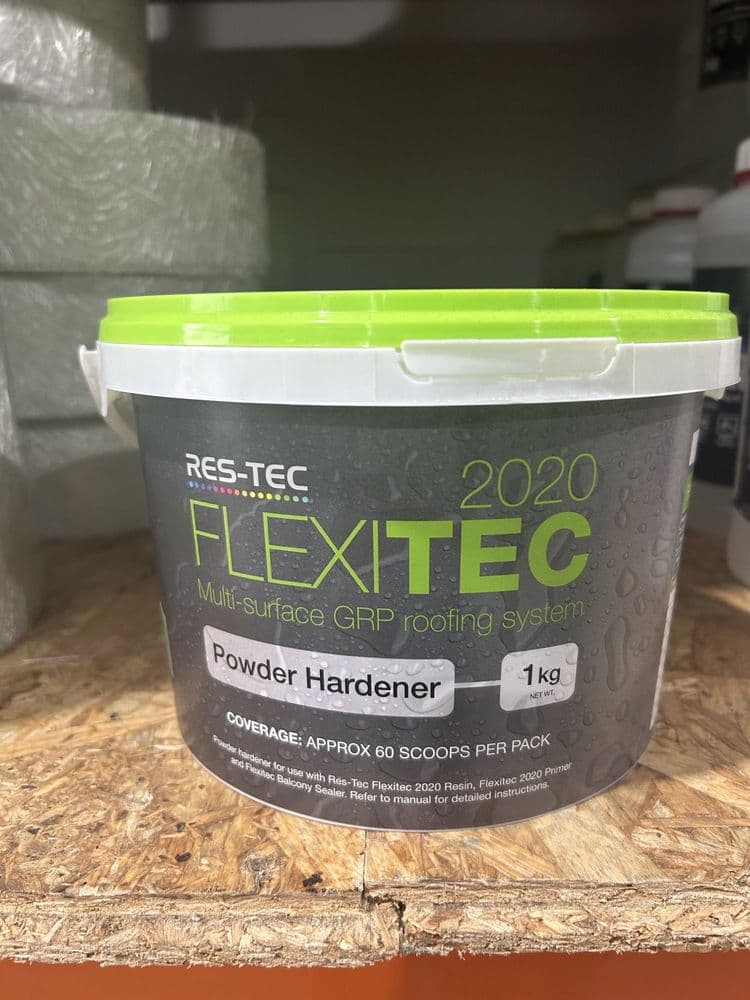 RES-TEC
2020
FLEXITEC
Multi-surface GRP roofing system
Powder Hardener
1kg
NET WT.
COVERAGE: APPROX 60 SCOOPS PER PACK
Powder hardener for use with Res-Tec Flexitec 2020 Resin, Flexitec 2020 Primer
and Flexitec Balcony Sealer. Refer to manual for detailed instructions.